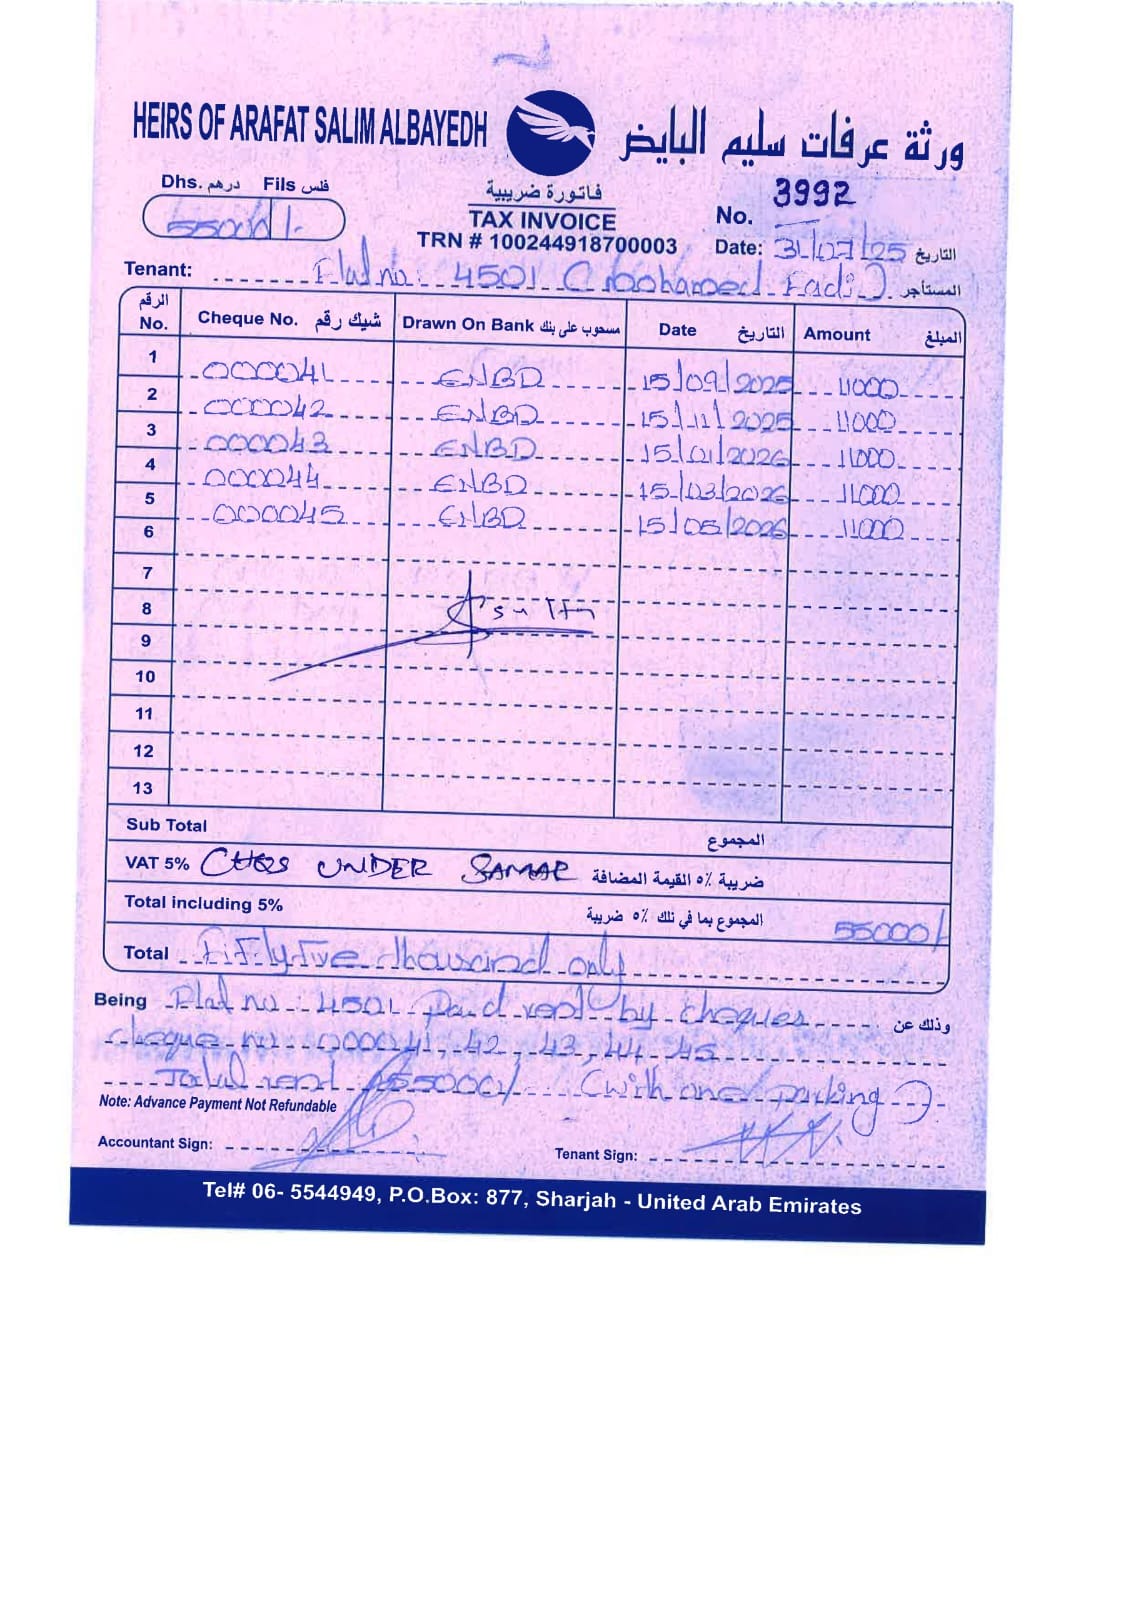 HEIRS OF ARAFAT SALIM ALBAYEDH ورثة عرفات سليم البايض
Dhs. درهم Fils فلس
55000/-
فاتورة ضريبية
TAX INVOICE
TRN # 100244918700003
No. 3992
Date: 31/07/25 التاريخ
Tenant: Flat no: 4501 (Mohamed Fadi) المستأجر
الرقم No. Cheque No. شيك رقم Drawn On Bank مسحوب على بنك Date التاريخ Amount المبلغ
1 000041 ENBD 15/09/2025 11000
2 000042 ENBD 15/11/2025 11000
3 000043 ENBD 15/01/2026 11000
4 000044 ENBD 15/03/2026 11000
5 000045 ENBD 15/05/2026 11000
6
7
8
9
10
11
12
13
Sub Total المجموع
VAT 5% CHQS UNDER SAMAR ضريبة ٥٪ القيمة المضافة
Total including 5% المجموع بما في تلك ٥٪ ضريبة 55000/
Total Fifty Five thousand only
Being Flat no: 4501 Paid rent by cheques وذلك عن
cheque no: 000041, 42, 43, 44, 45
Total rent 55000/ (with one parking)
Note: Advance Payment Not Refundable
Accountant Sign: Tenant Sign:
Tel# 06- 5544949, P.O.Box: 877, Sharjah - United Arab Emirates